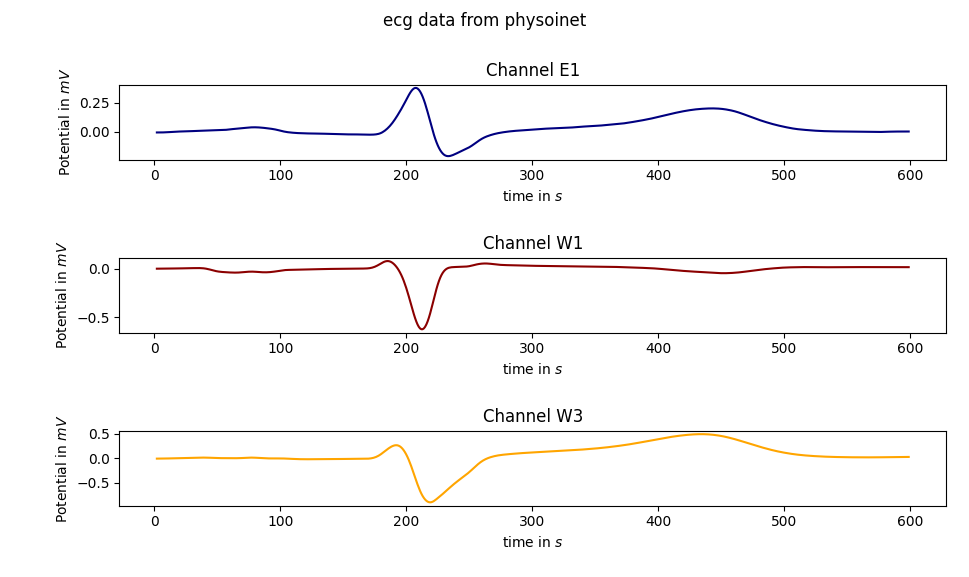 ecg data from physoinet
Channel E1
Potential in mV
0.25
0.00
0 100 200 300 400 500 600
time in s
Channel W1
Potential in mV
0.0
−0.5
0 100 200 300 400 500 600
time in s
Channel W3
Potential in mV
0.5
0.0
−0.5
0 100 200 300 400 500 600
time in s